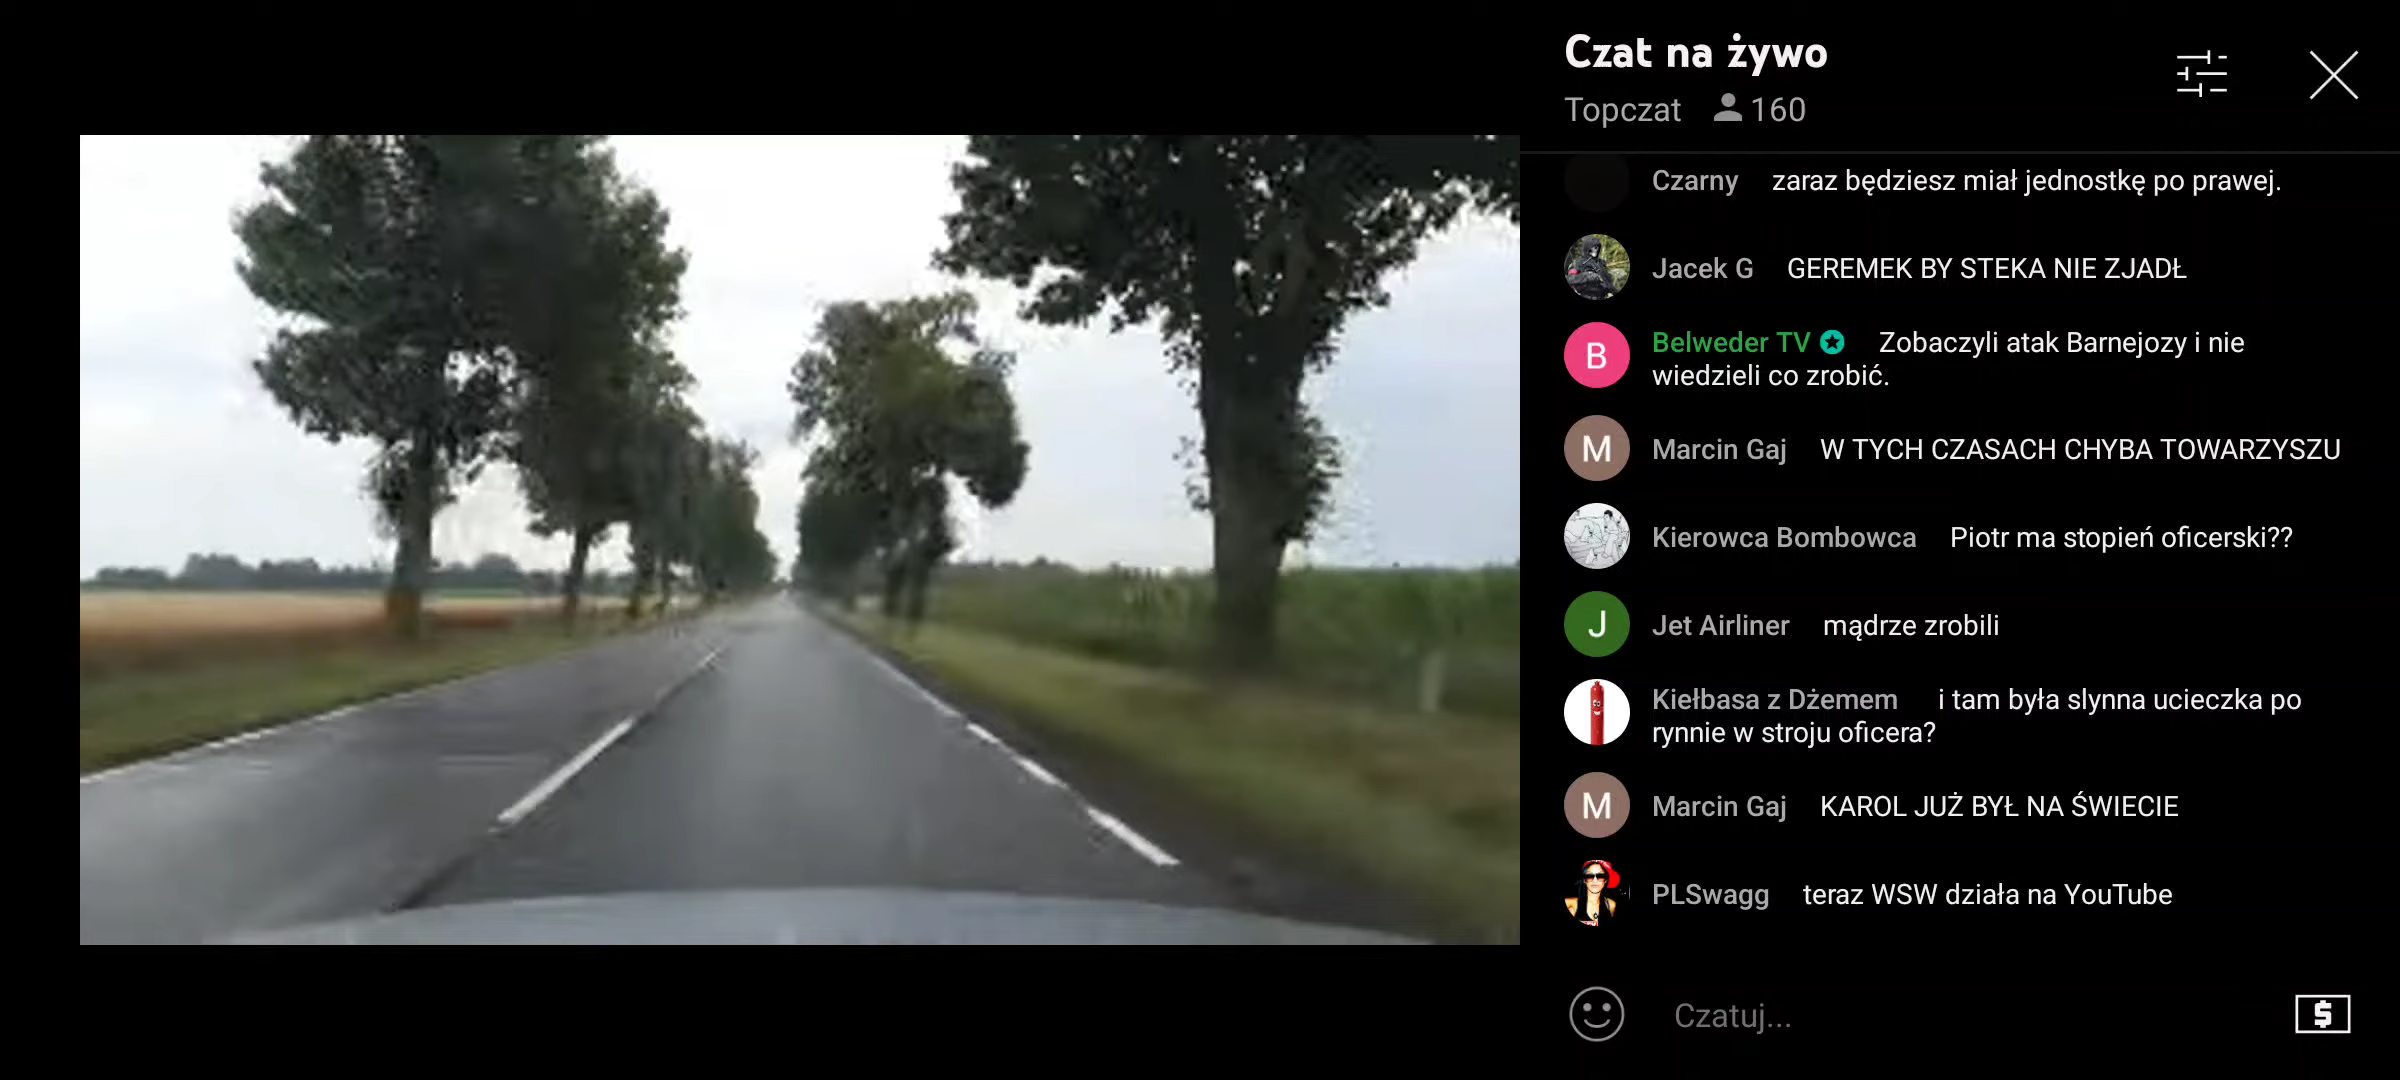 Czat na żywo
Topczat 160
Czarny zaraz będziesz miał jednostkę po prawej.
Jacek G GEREMEK BY STEKA NIE ZJADŁ
B
Belweder TV Zobaczyli atak Barnejozy i nie
wiedzieli co zrobić.
M
Marcin Gaj W TYCH CZASACH CHYBA TOWARZYSZU
Kierowca Bombowca Piotr ma stopień oficerski??
J
Jet Airliner mądrze zrobili
Kiełbasa z Dżemem i tam była slynna ucieczka po
rynnie w stroju oficera?
M
Marcin Gaj KAROL JUŻ BYŁ NA ŚWIECIE
PLSwagg teraz WSW działa na YouTube
Czatuj...
$